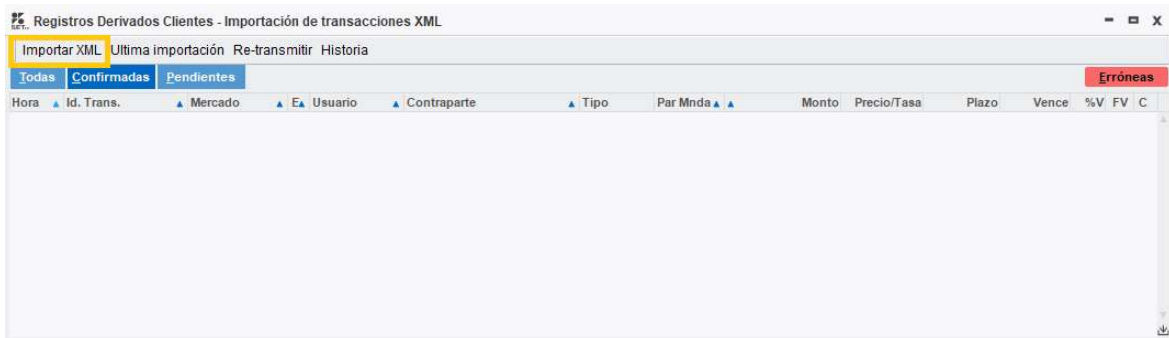 SET. Registros Derivados Clientes - Importación de transacciones XML
Importar XML Ultima importación Re-transmitir Historia
Todas Confirmadas Pendientes Erróneas
Hora Id. Trans. Mercado E Usuario Contraparte Tipo Par Mnda Monto Precio/Tasa Plazo Vence %V FV C